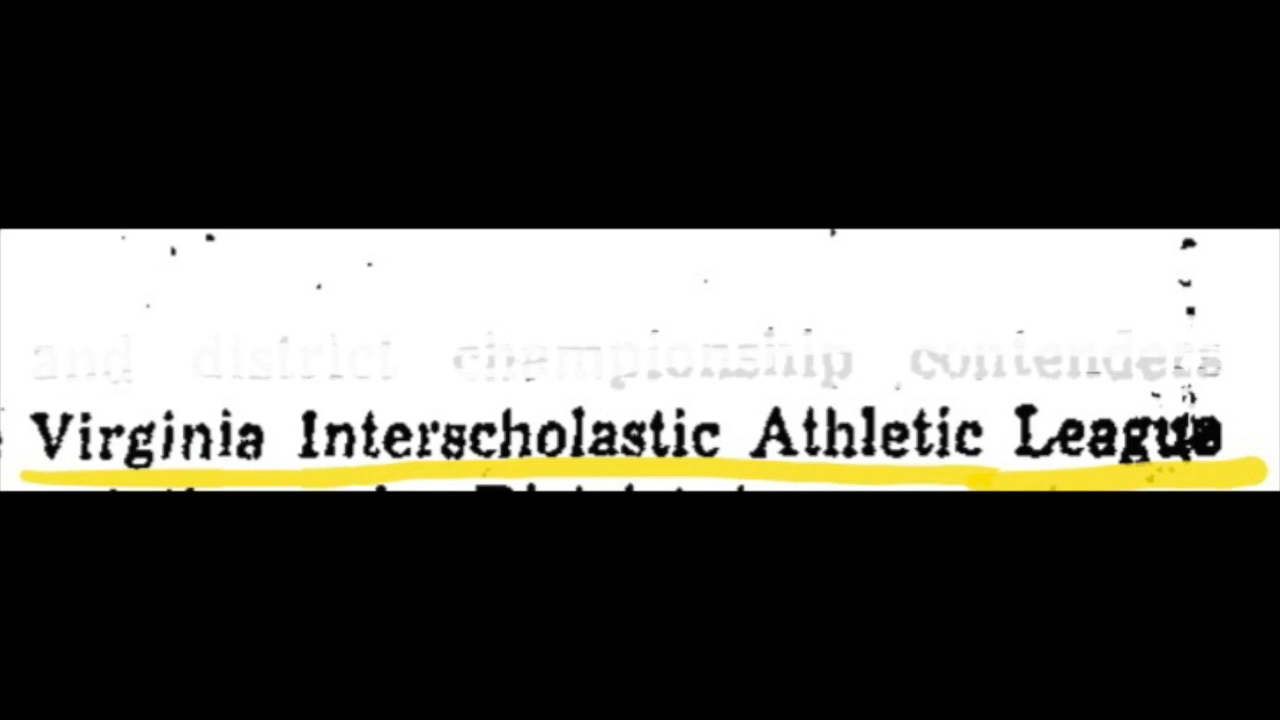 and district championship contenders
Virginia Interscholastic Athletic League